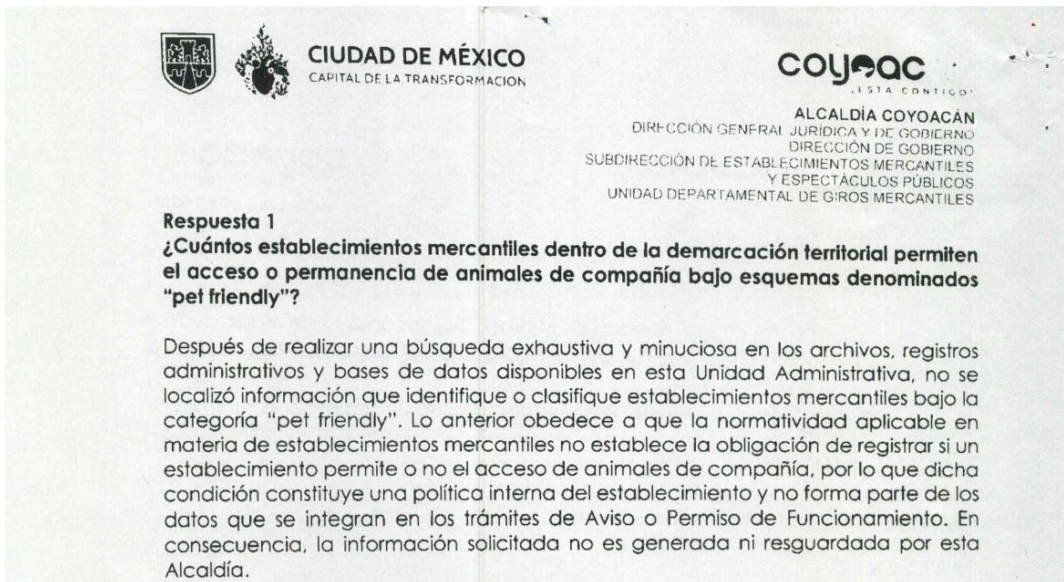 CIUDAD DE MÉXICO
CAPITAL DE LA TRANSFORMACION
COYOAC
¡ESTÁ CONTIGO!
ALCALDÍA COYOACÁN
DIRECCIÓN GENERAL JURÍDICA Y DE GOBIERNO
DIRECCIÓN DE GOBIERNO
SUBDIRECCIÓN DE ESTABLECIMIENTOS MERCANTILES
Y ESPECTÁCULOS PÚBLICOS
UNIDAD DEPARTAMENTAL DE GIROS MERCANTILES
Respuesta 1
¿Cuántos establecimientos mercantiles dentro de la demarcación territorial permiten
el acceso o permanencia de animales de compañía bajo esquemas denominados
"pet friendly"?
Después de realizar una búsqueda exhaustiva y minuciosa en los archivos, registros
administrativos y bases de datos disponibles en esta Unidad Administrativa, no se
localizó información que identifique o clasifique establecimientos mercantiles bajo la
categoría "pet friendly". Lo anterior obedece a que la normatividad aplicable en
materia de establecimientos mercantiles no establece la obligación de registrar si un
establecimiento permite o no el acceso de animales de compañía, por lo que dicha
condición constituye una política interna del establecimiento y no forma parte de los
datos que se integran en los trámites de Aviso o Permiso de Funcionamiento. En
consecuencia, la información solicitada no es generada ni resguardada por esta
Alcaldía.